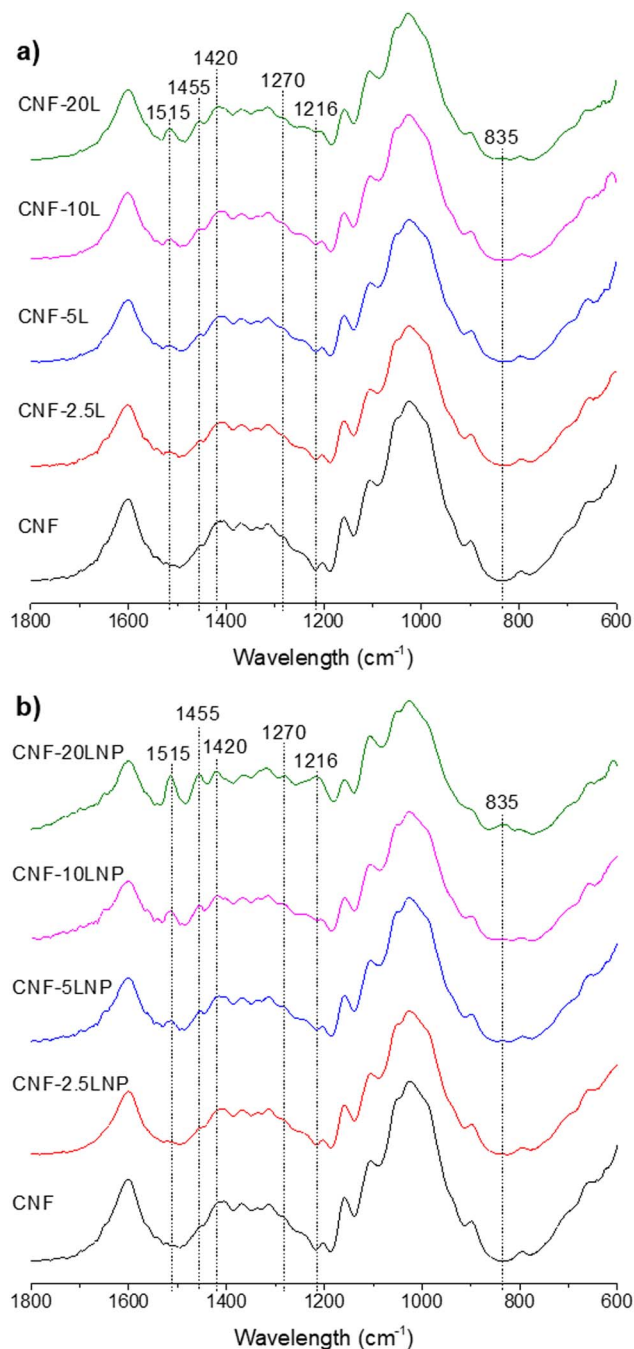 a)
1420
1455
1270
1515
1216
835
CNF-20L
CNF-10L
CNF-5L
CNF-2.5L
CNF
1800 1600 1400 1200 1000 800 600
Wavelength (cm⁻¹)
b)
1455
1420
1270
1515
1216
835
CNF-20LNP
CNF-10LNP
CNF-5LNP
CNF-2.5LNP
CNF
1800 1600 1400 1200 1000 800 600
Wavelength (cm⁻¹)